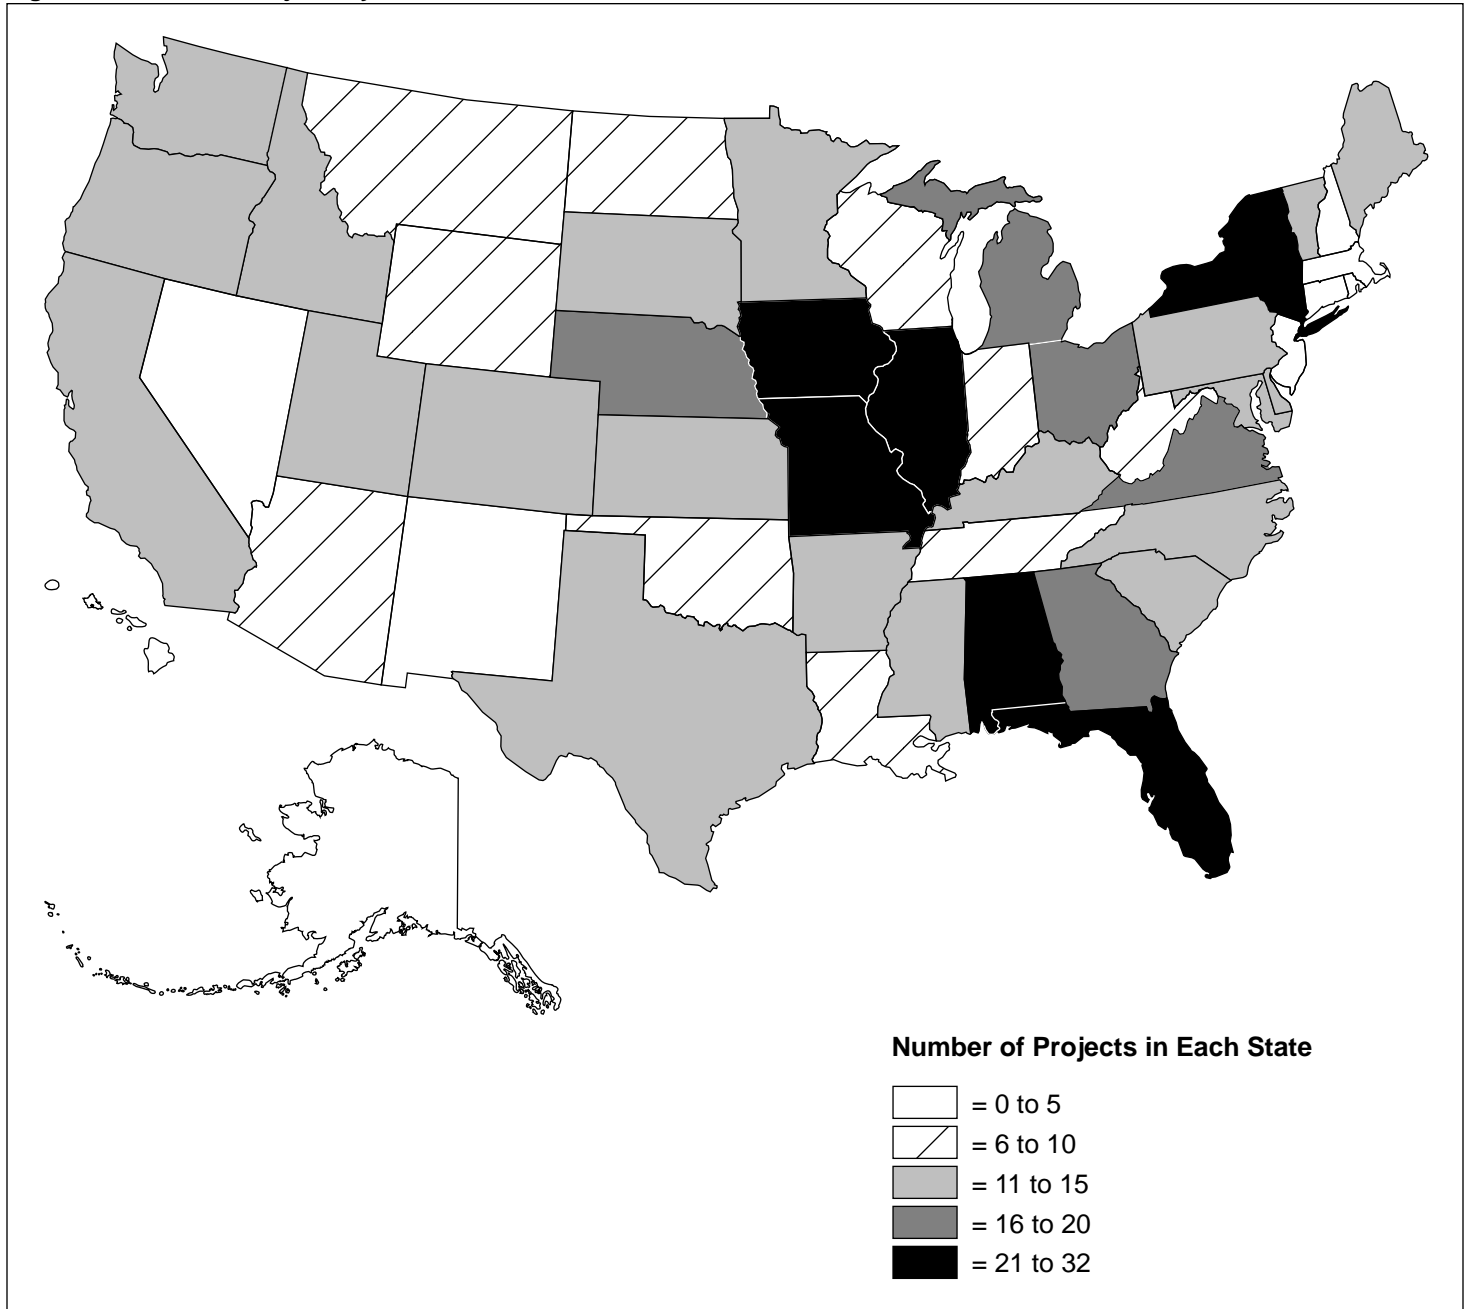 Number of Projects in Each State
= 0 to 5
= 6 to 10
= 11 to 15
= 16 to 20
= 21 to 32